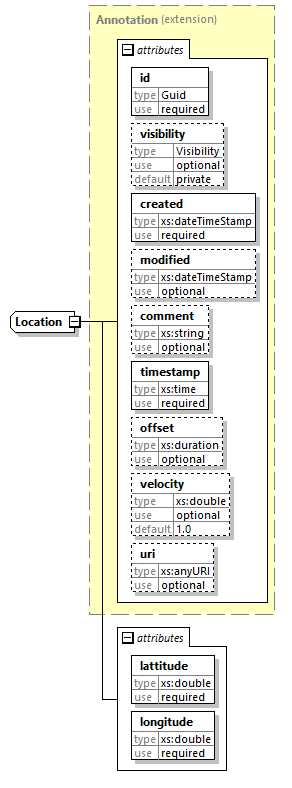 Annotation (extension)
attributes
id
type Guid
use required
visibility
type Visibility
use optional
default private
created
type xs:dateTimeStamp
use required
modified
type xs:dateTimeStamp
use optional
comment
type xs:string
use optional
Location
timestamp
type xs:time
use required
offset
type xs:duration
use optional
velocity
type xs:double
use optional
default 1.0
uri
type xs:anyURI
use optional
attributes
lattitude
type xs:double
use required
longitude
type xs:double
use required